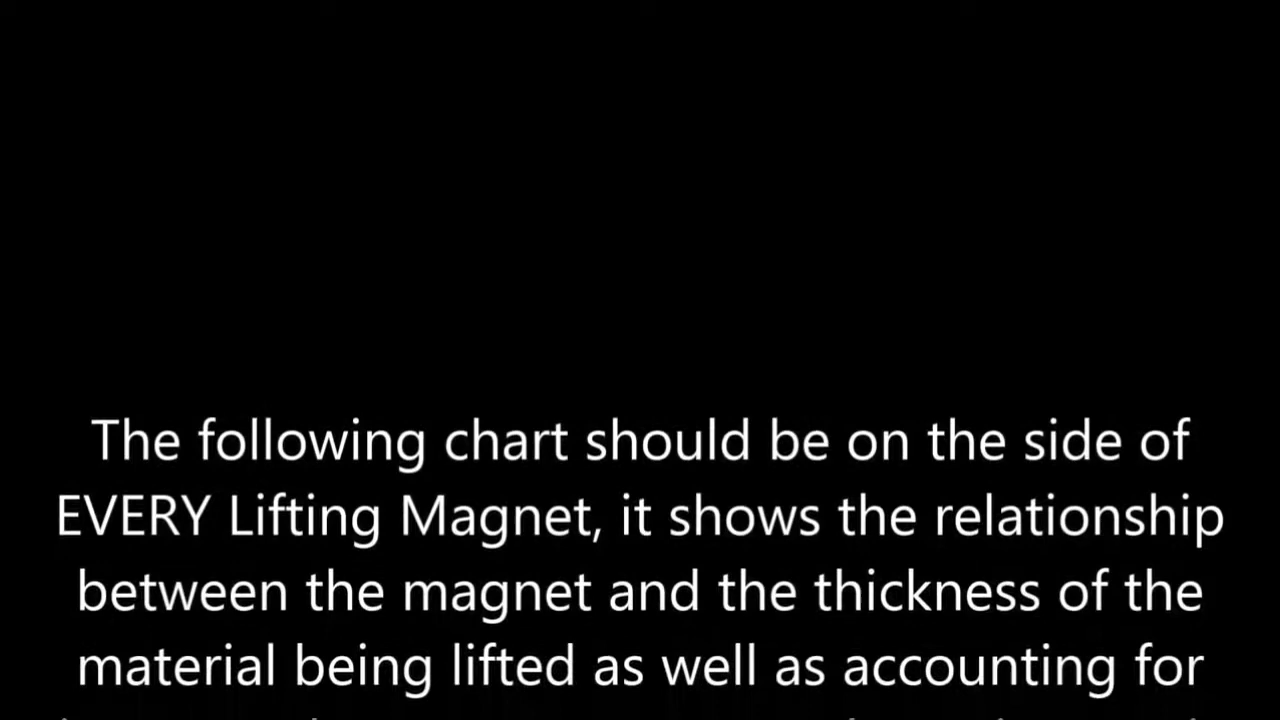 The following chart should be on the side of
EVERY Lifting Magnet, it shows the relationship
between the magnet and the thickness of the
material being lifted as well as accounting for